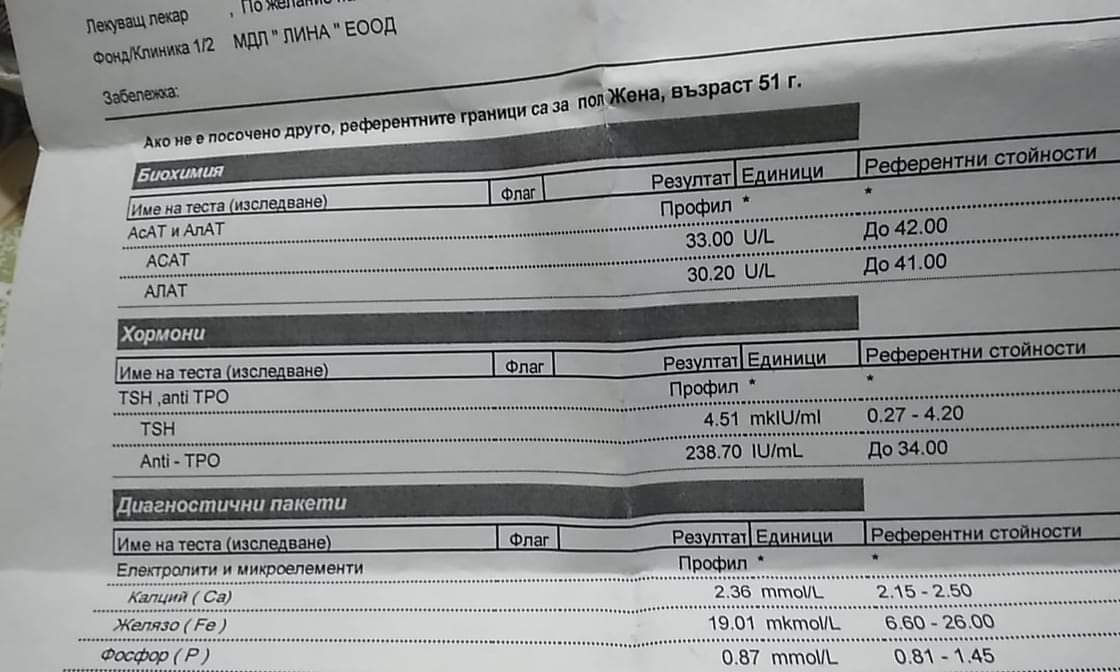 Лекуващ лекар , По желание
Фонд/Клиника 1/2 МДЛ " ЛИНА " ЕООД
Забележка:
Ако не е посочено друго, референтните граници са за пол Жена, възраст 51 г.
Биохимия
Име на теста (изследване) Флаг Резултат Единици Референтни стойности
АсАТ и АлАТ Профил * *
АСАТ 33.00 U/L До 42.00
АЛАТ 30.20 U/L До 41.00
Хормони
Име на теста (изследване) Флаг Резултат Единици Референтни стойности
TSH ,anti TPO Профил * *
TSH 4.51 mkIU/ml 0.27 - 4.20
Anti - TPO 238.70 IU/mL До 34.00
Диагностични пакети
Име на теста (изследване) Флаг Резултат Единици Референтни стойности
Електролити и микроелементи Профил * *
Калций ( Ca) 2.36 mmol/L 2.15 - 2.50
Желязо ( Fe ) 19.01 mkmol/L 6.60 - 26.00
Фосфор ( P ) 0.87 mmol/L 0.81 - 1.45